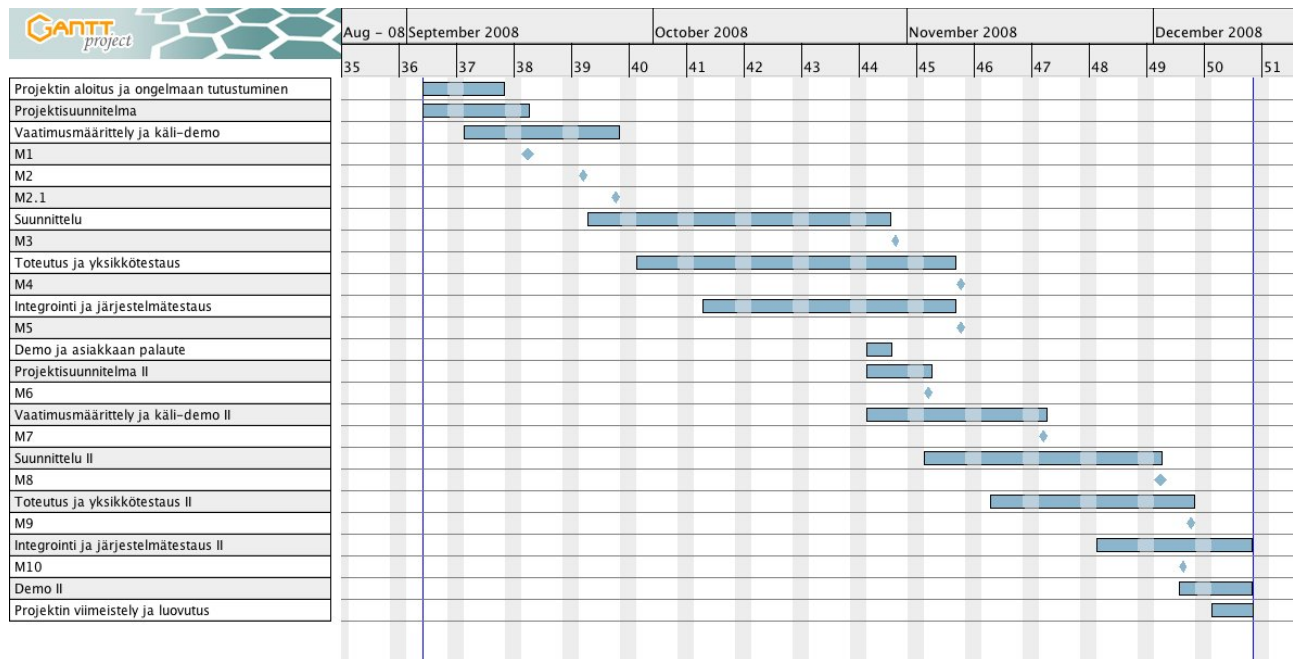 GANTT
project
Aug - 08 September 2008 October 2008 November 2008 December 2008
35 36 37 38 39 40 41 42 43 44 45 46 47 48 49 50 51
Projektin aloitus ja ongelmaan tutustuminen
Projektisuunnitelma
Vaatimusmäärittely ja käli-demo
M1
M2
M2.1
Suunnittelu
M3
Toteutus ja yksikkötestaus
M4
Integrointi ja järjestelmätestaus
M5
Demo ja asiakkaan palaute
Projektisuunnitelma II
M6
Vaatimusmäärittely ja käli-demo II
M7
Suunnittelu II
M8
Toteutus ja yksikkötestaus II
M9
Integrointi ja järjestelmätestaus II
M10
Demo II
Projektin viimeistely ja luovutus